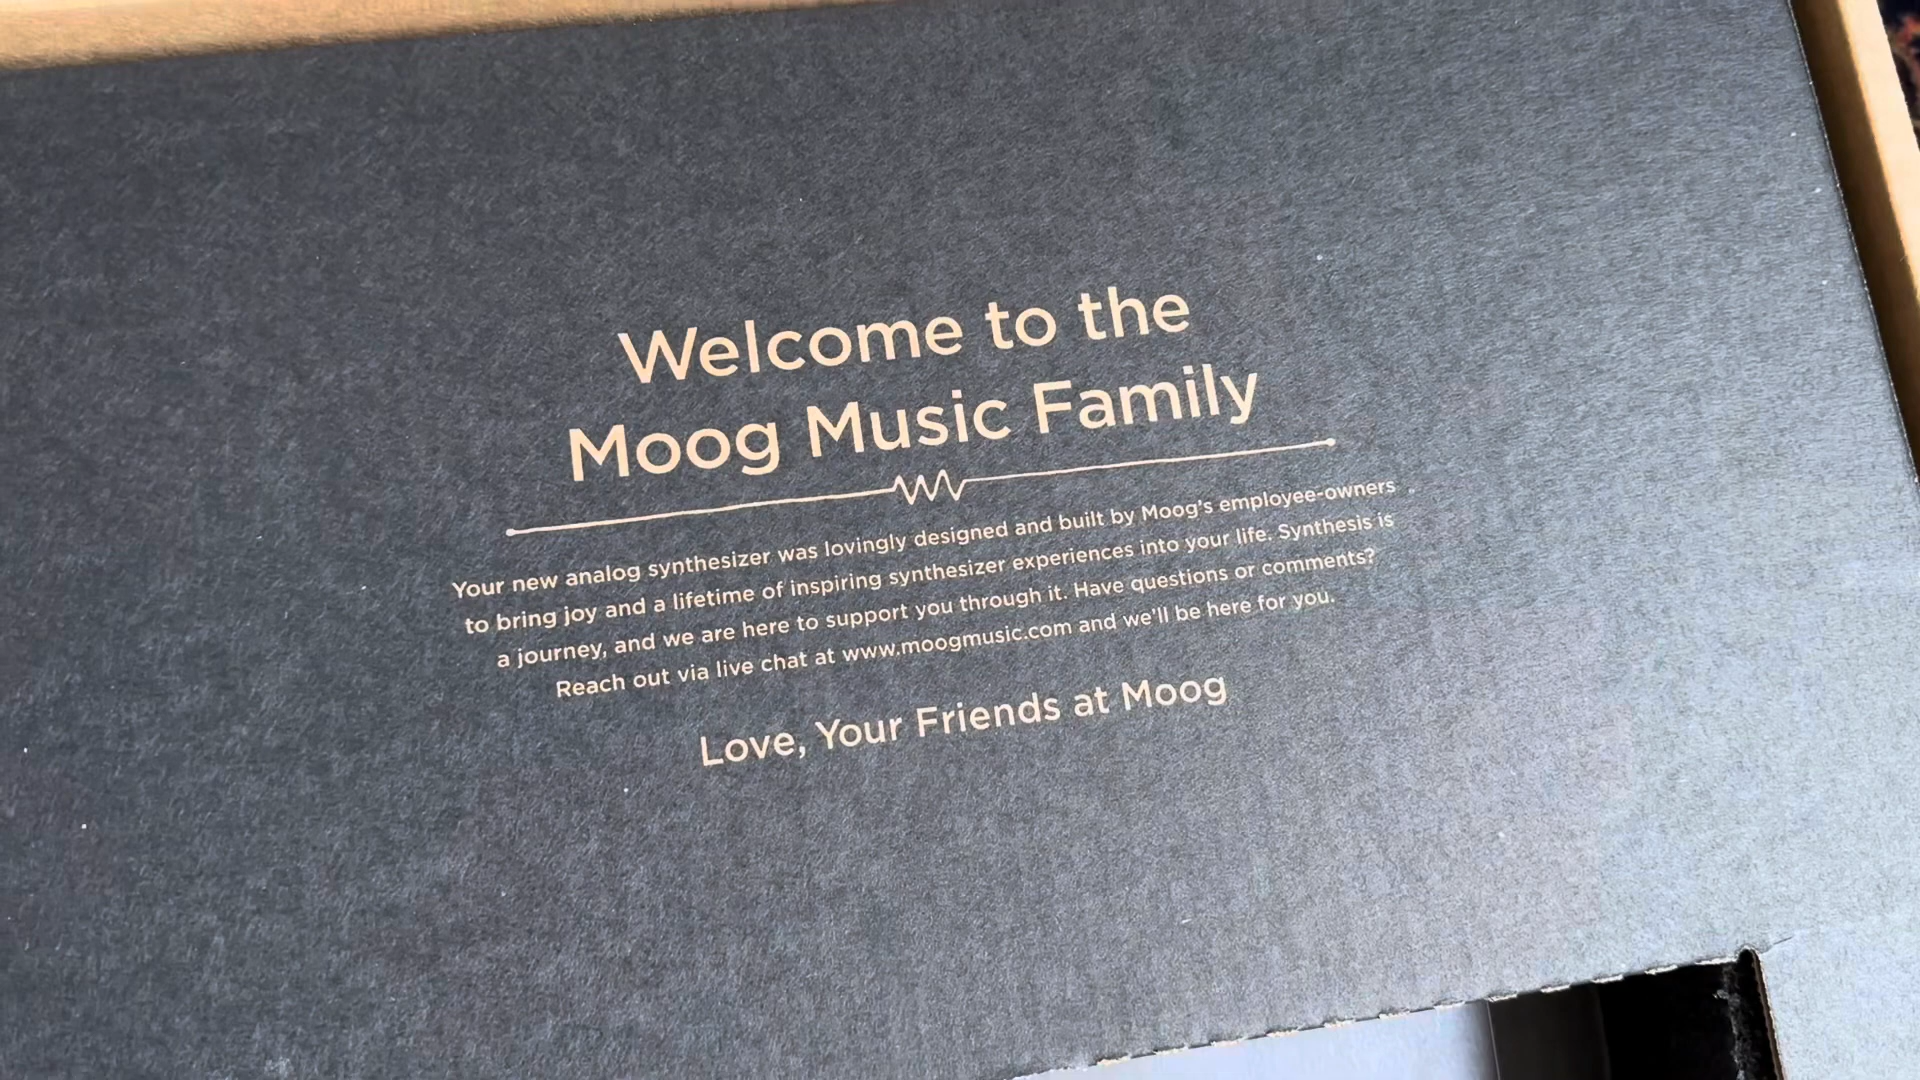 Welcome to the
Moog Music Family
Your new analog synthesizer was lovingly designed and built by Moog's employee-owners
to bring joy and a lifetime of inspiring synthesizer experiences into your life. Synthesis is
a journey, and we are here to support you through it. Have questions or comments?
Reach out via live chat at www.moogmusic.com and we'll be here for you.
Love, Your Friends at Moog